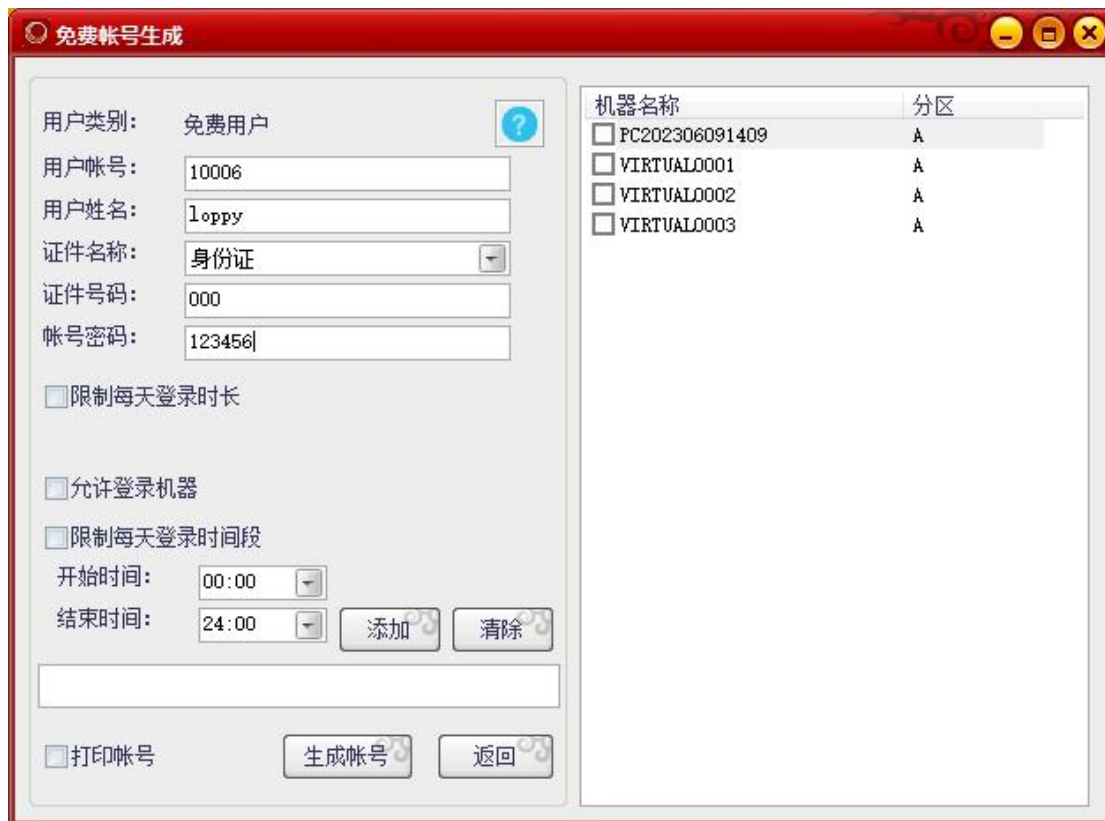 免费帐号生成
用户类别： 免费用户 ?
用户帐号： 10006
用户姓名： loppy
证件名称： 身份证
证件号码： 000
帐号密码： 123456
限制每天登录时长
允许登录机器
限制每天登录时间段
开始时间： 00:00
结束时间： 24:00 添加 清除
打印帐号 生成帐号 返回
机器名称 分区
PC202306091409 A
VIRTUAL0001 A
VIRTUAL0002 A
VIRTUAL0003 A